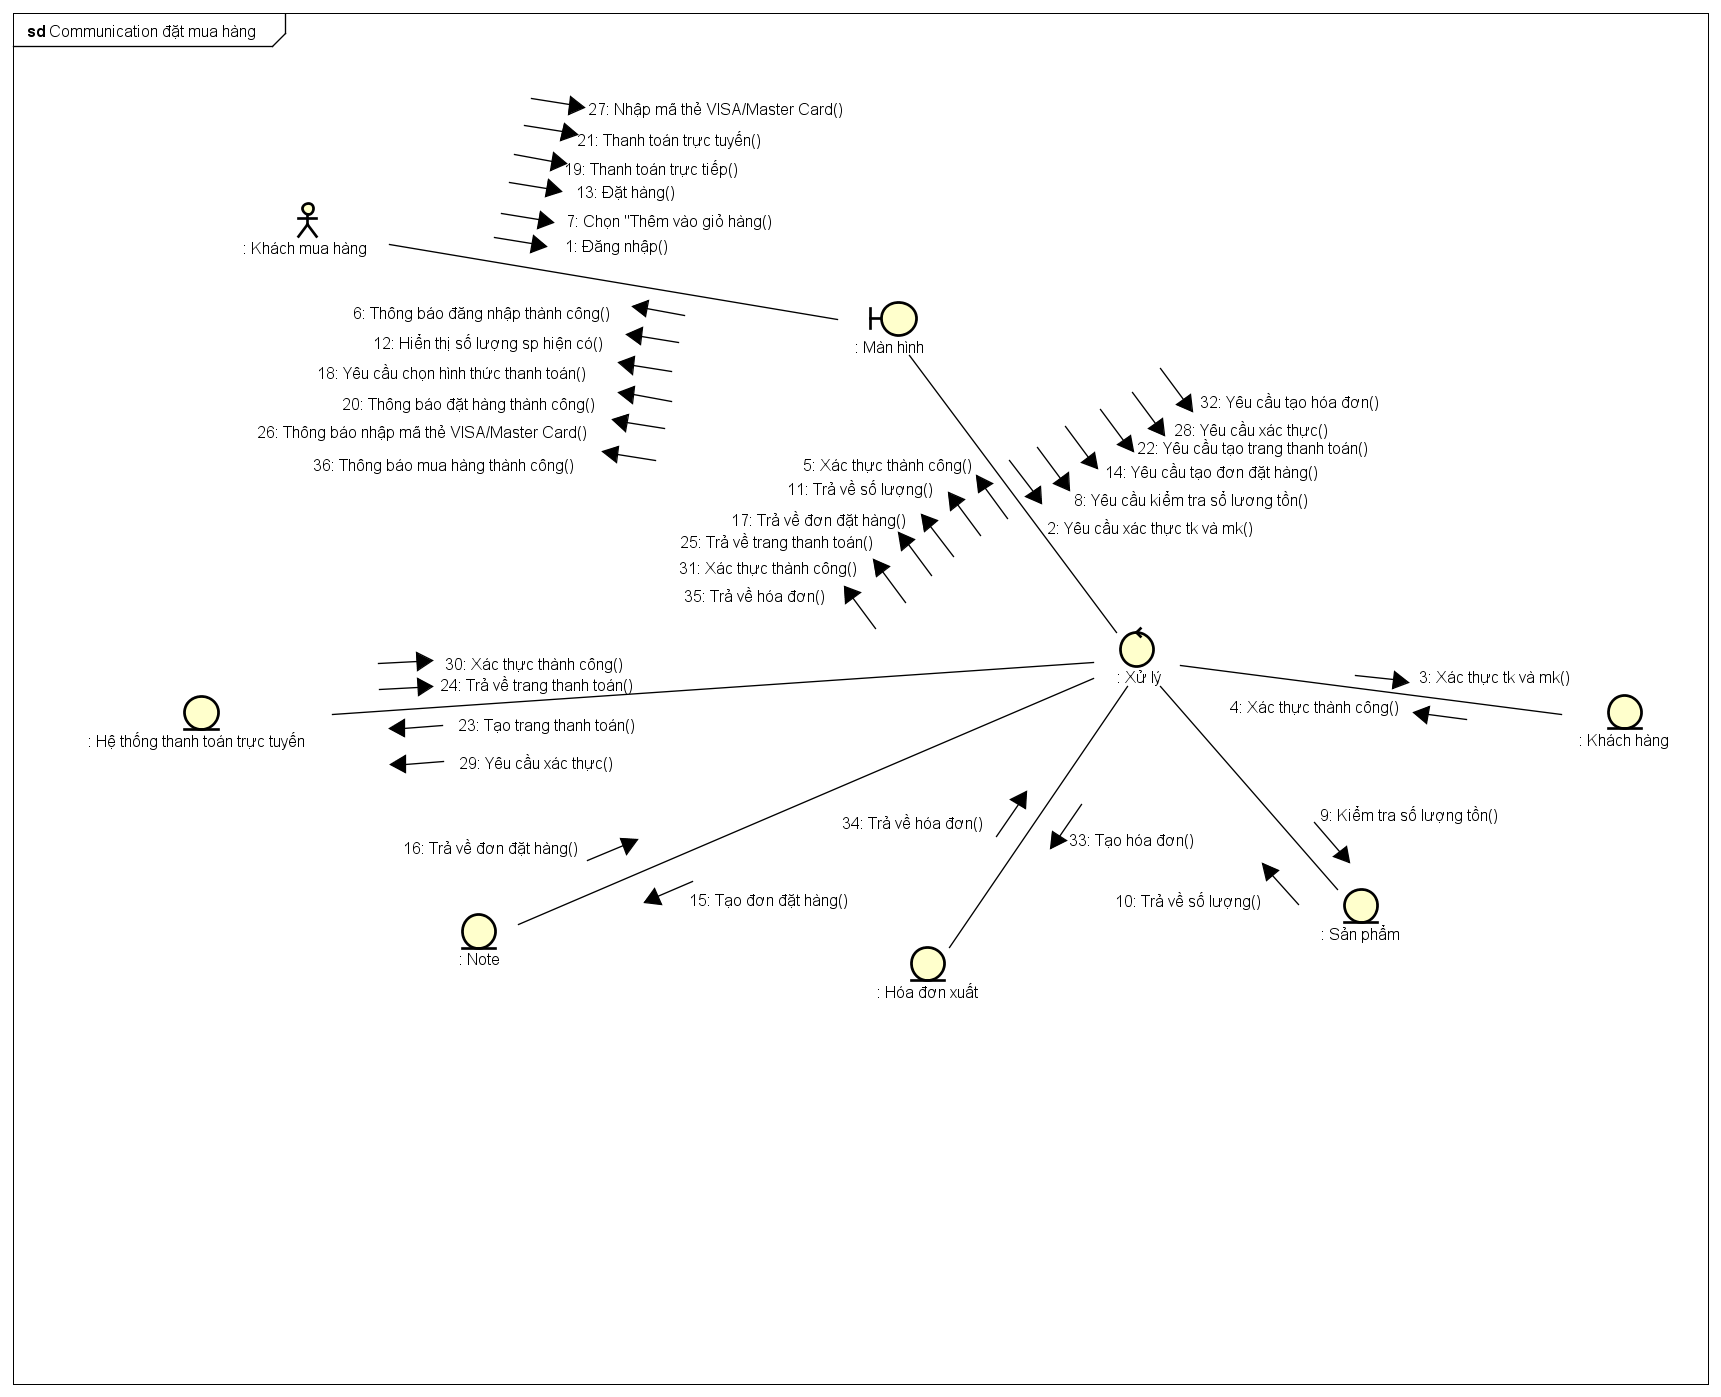 sd Communication đặt mua hàng
27: Nhập mã thẻ VISA/Master Card()
21: Thanh toán trực tuyến()
19: Thanh toán trực tiếp()
13: Đặt hàng()
7: Chọn "Thêm vào giỏ hàng()
1: Đăng nhập()
: Khách mua hàng
6: Thông báo đăng nhập thành công()
12: Hiển thị số lượng sp hiện có()
18: Yêu cầu chọn hình thức thanh toán()
20: Thông báo đặt hàng thành công()
26: Thông báo nhập mã thẻ VISA/Master Card()
36: Thông báo mua hàng thành công()
: Màn hình
32: Yêu cầu tạo hóa đơn()
28: Yêu cầu xác thực()
22: Yêu cầu tạo trang thanh toán()
14: Yêu cầu tạo đơn đặt hàng()
8: Yêu cầu kiểm tra số lương tồn()
2: Yêu cầu xác thực tk và mk()
5: Xác thực thành công()
11: Trả về số lượng()
17: Trả về đơn đặt hàng()
25: Trả về trang thanh toán()
31: Xác thực thành công()
35: Trả về hóa đơn()
30: Xác thực thành công()
24: Trả về trang thanh toán()
23: Tạo trang thanh toán()
29: Yêu cầu xác thực()
: Hệ thống thanh toán trực tuyến
: Xử lý
3: Xác thực tk và mk()
4: Xác thực thành công()
: Khách hàng
16: Trả về đơn đặt hàng()
15: Tạo đơn đặt hàng()
: Note
34: Trả về hóa đơn()
33: Tạo hóa đơn()
: Hóa đơn xuất
9: Kiểm tra số lượng tồn()
10: Trả về số lượng()
: Sản phẩm